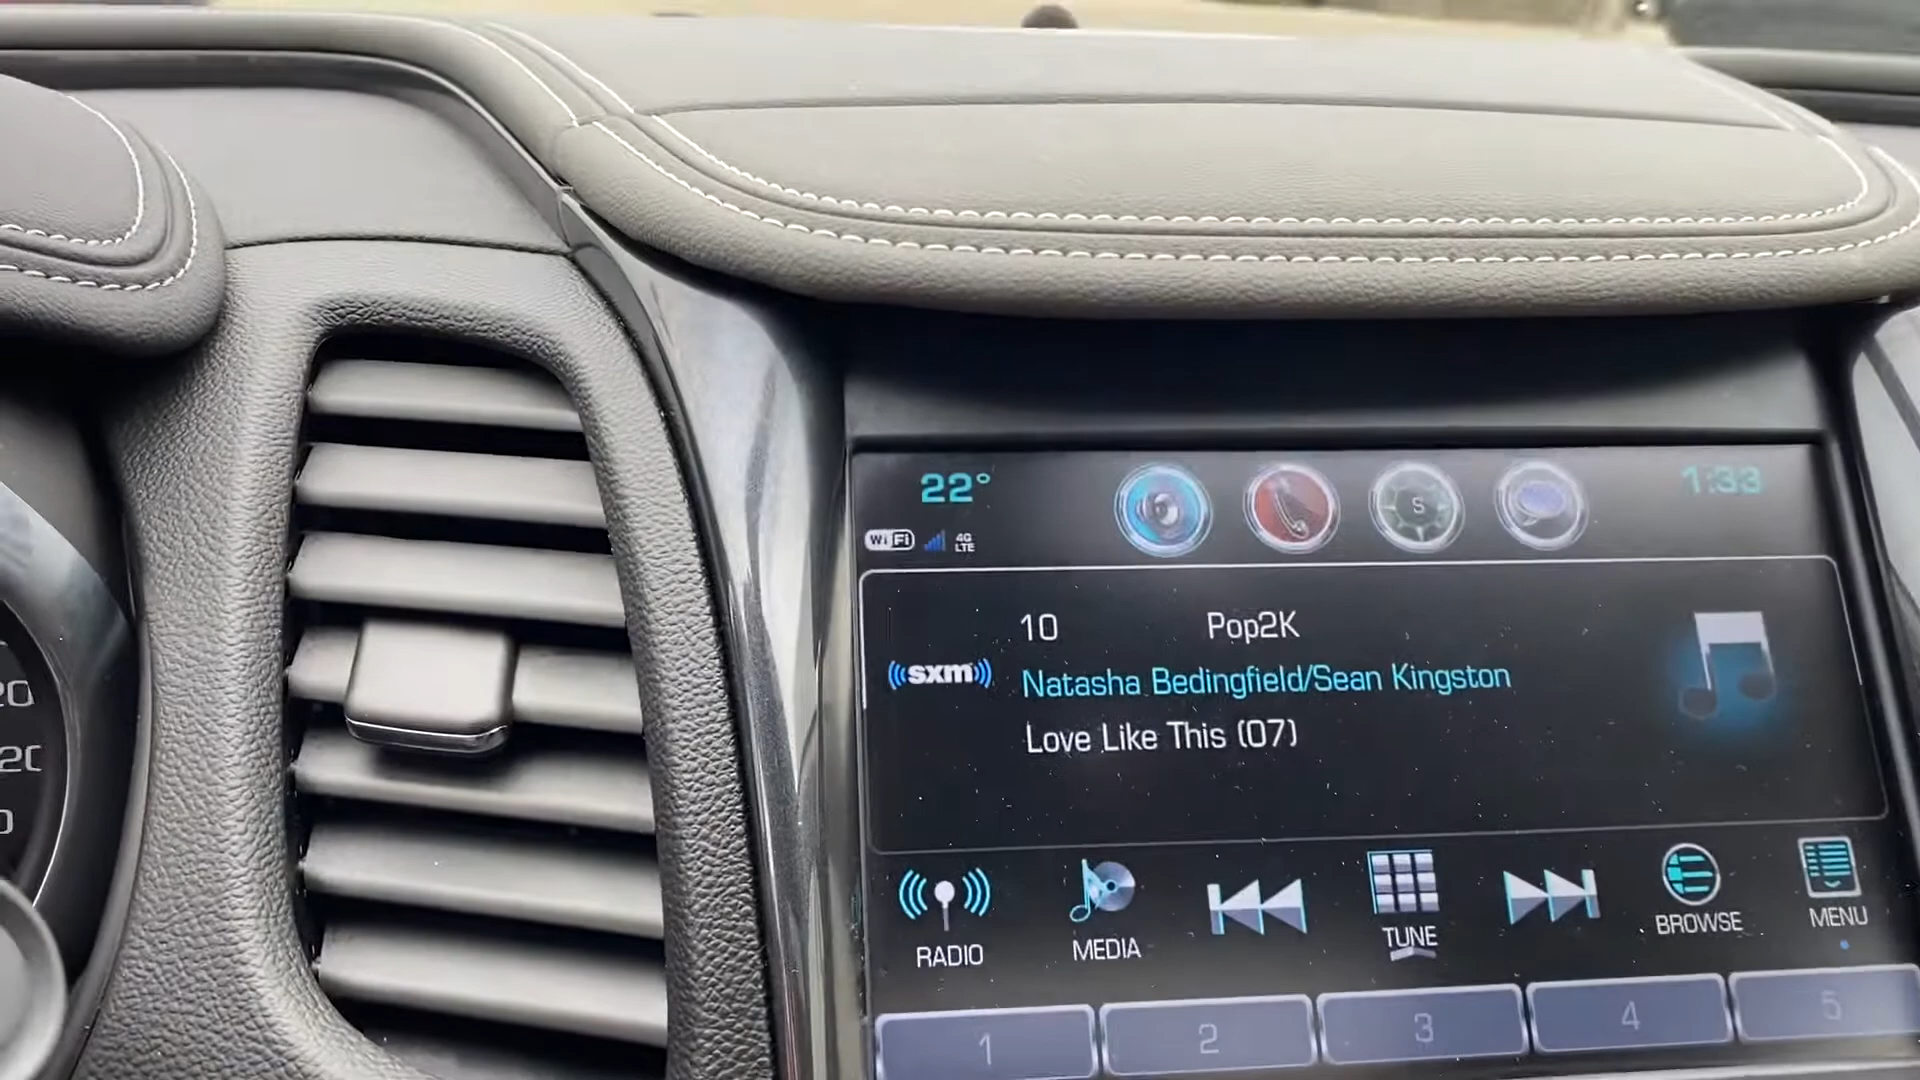 22°
1:33
WiFi
4G
LTE
S
10
Pop2K
sxm
Natasha Bedingfield/Sean Kingston
Love Like This (07)
RADIO
MEDIA
TUNE
BROWSE
MENU
1
2
3
4
5